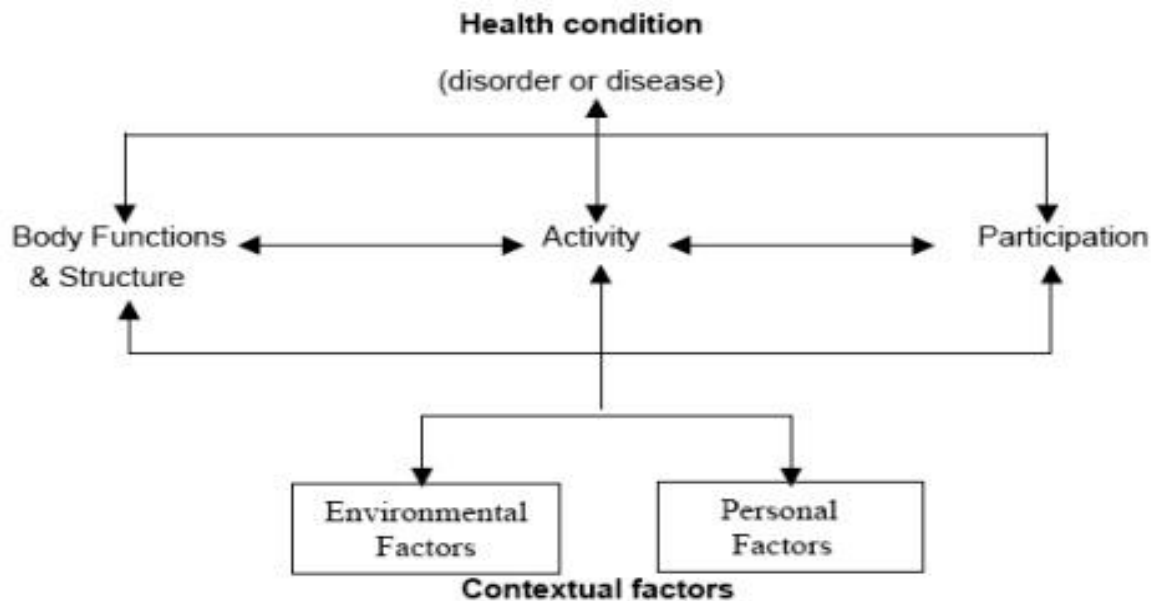 Health condition
(disorder or disease)
Body Functions
& Structure
Activity
Participation
Environmental
Factors
Personal
Factors
Contextual factors